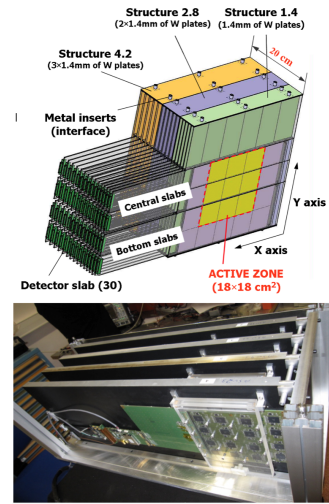 Structure 2.8
(2×1.4mm of W plates)
Structure 1.4
(1.4mm of W plates)
Structure 4.2
(3×1.4mm of W plates)
20 cm
Metal inserts
(interface)
Central slabs
Bottom slabs
Y axis
X axis
ACTIVE ZONE
(18×18 cm²)
Detector slab (30)